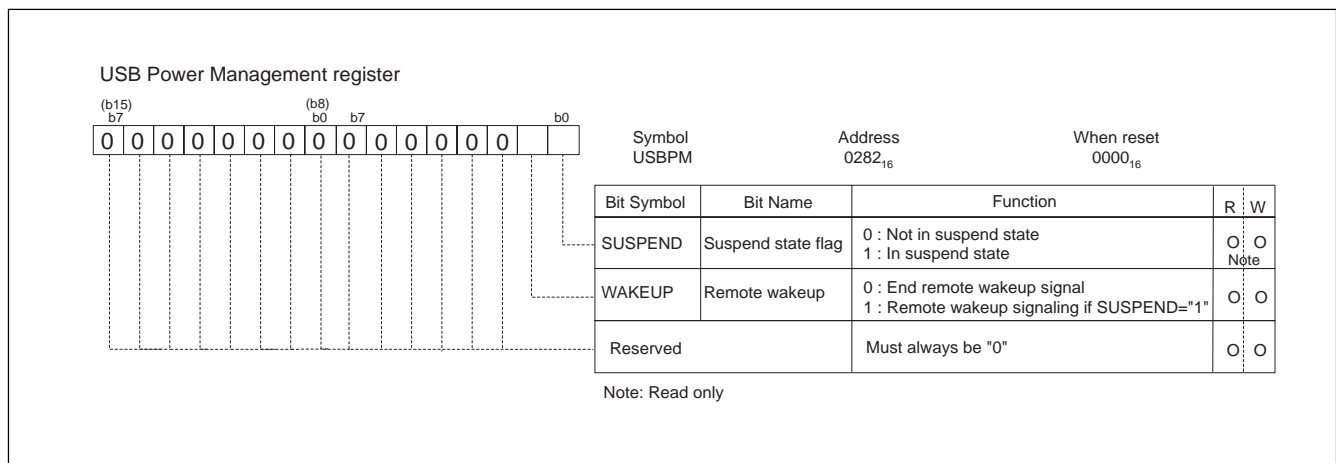 USB Power Management register
(b15) (b8)
b7 b0 b7 b0
0 0 0 0 0 0 0 0 0 0 0 0 0 0
Symbol Address When reset
USBPM 0282₁₆ 0000₁₆
Bit Symbol Bit Name Function R W
SUSPEND Suspend state flag 0 : Not in suspend state O O
1 : In suspend state Note
WAKEUP Remote wakeup 0 : End remote wakeup signal O O
1 : Remote wakeup signaling if SUSPEND="1"
Reserved Must always be "0" O O
Note: Read only